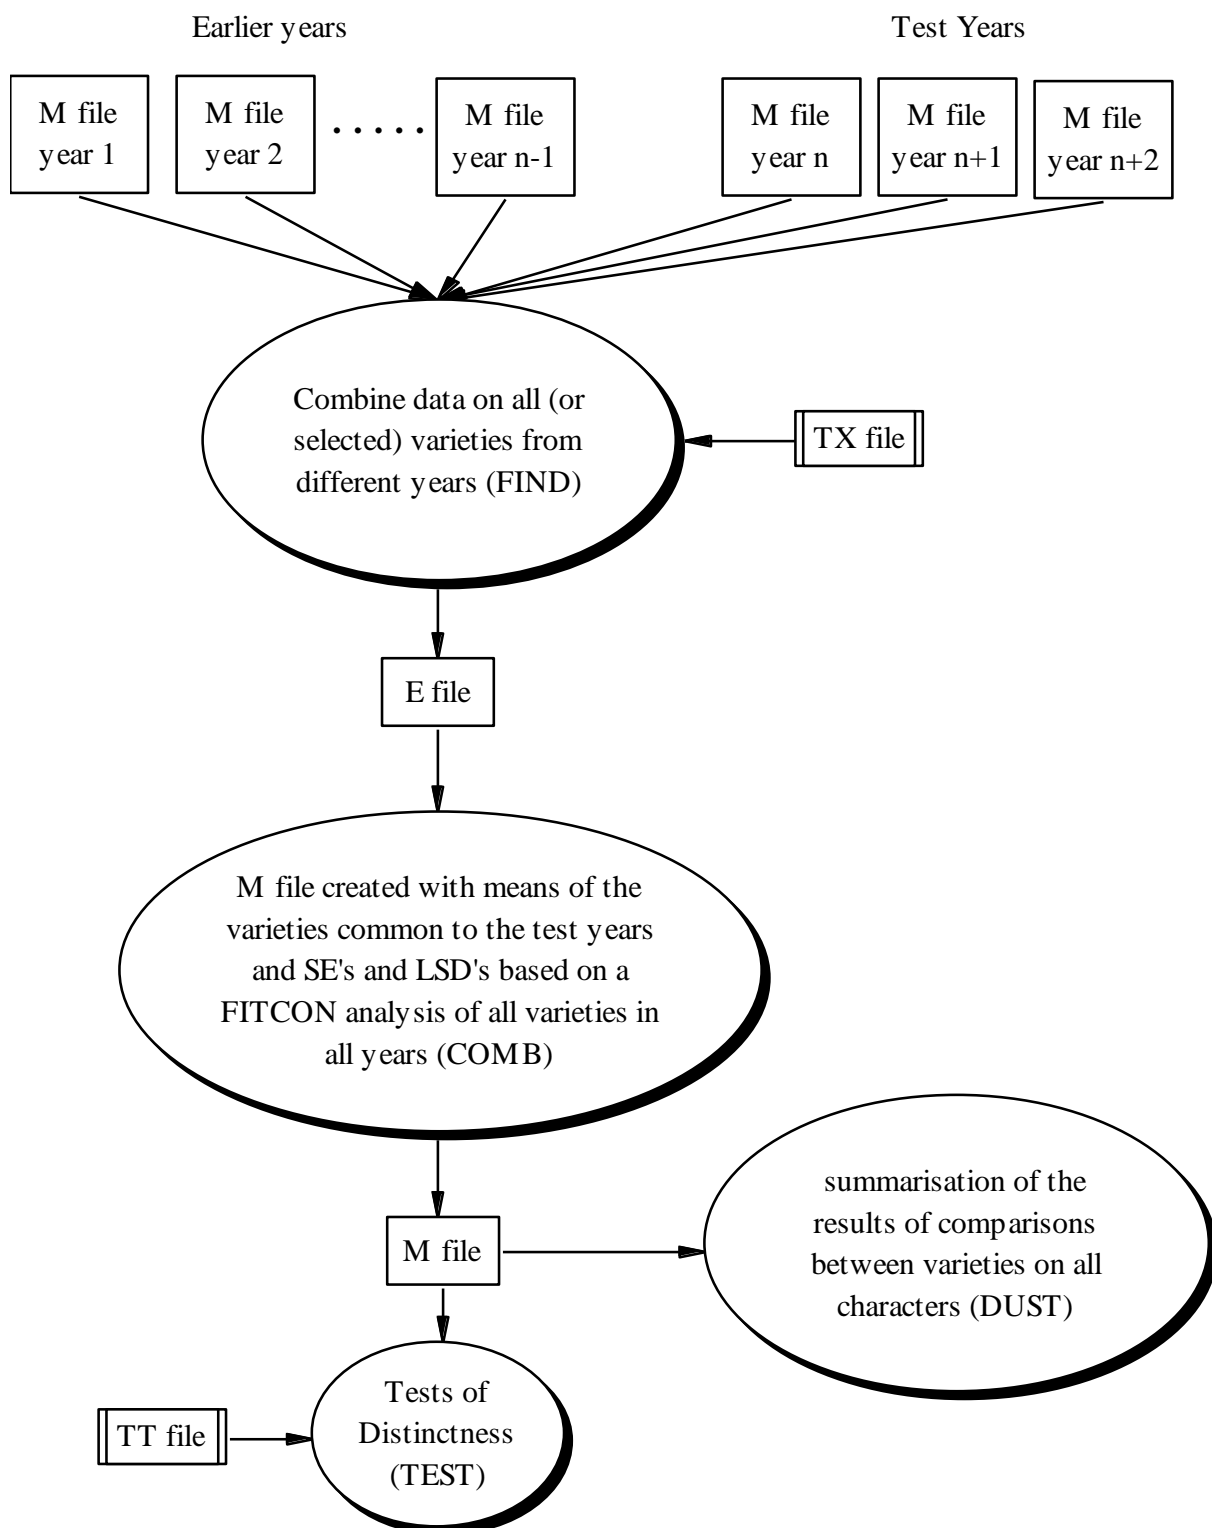 Earlier years
Test Years
M file
year 1
M file
year 2
. . . . .
M file
year n-1
M file
year n
M file
year n+1
M file
year n+2
Combine data on all (or
selected) varieties from
different years (FIND)
TX file
E file
M file created with means of the
varieties common to the test years
and SE's and LSD's based on a
FITCON analysis of all varieties in
all years (COMB)
M file
summarisation of the
results of comparisons
between varieties on all
characters (DUST)
Tests of
Distinctness
(TEST)
TT file